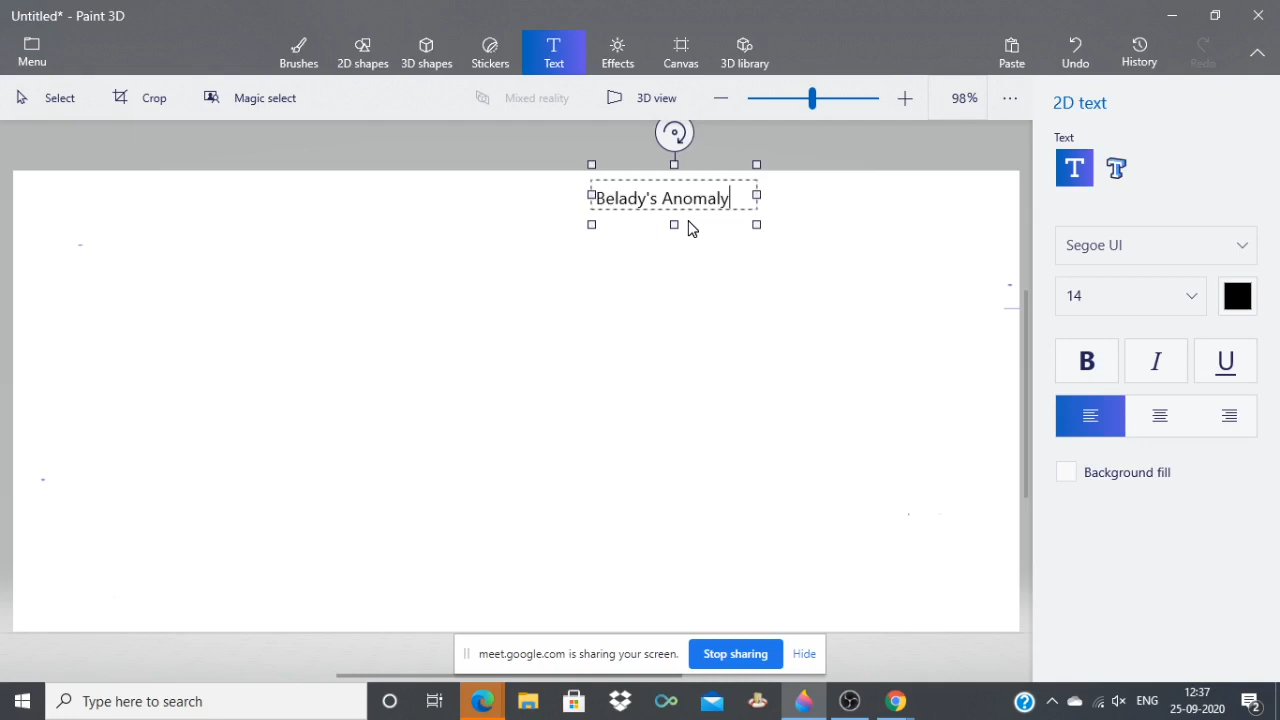 Untitled* - Paint 3D
Menu
Brushes
2D shapes
3D shapes
Stickers
Text
Effects
Canvas
3D library
Paste
Undo
History
Redo
Select
Crop
Magic select
Mixed reality
3D view
98%
2D text
Text
Belady's Anomaly
Segoe UI
14
B I U
Background fill
meet.google.com is sharing your screen.
Stop sharing
Hide
Type here to search
ENG
12:37
25-09-2020
2